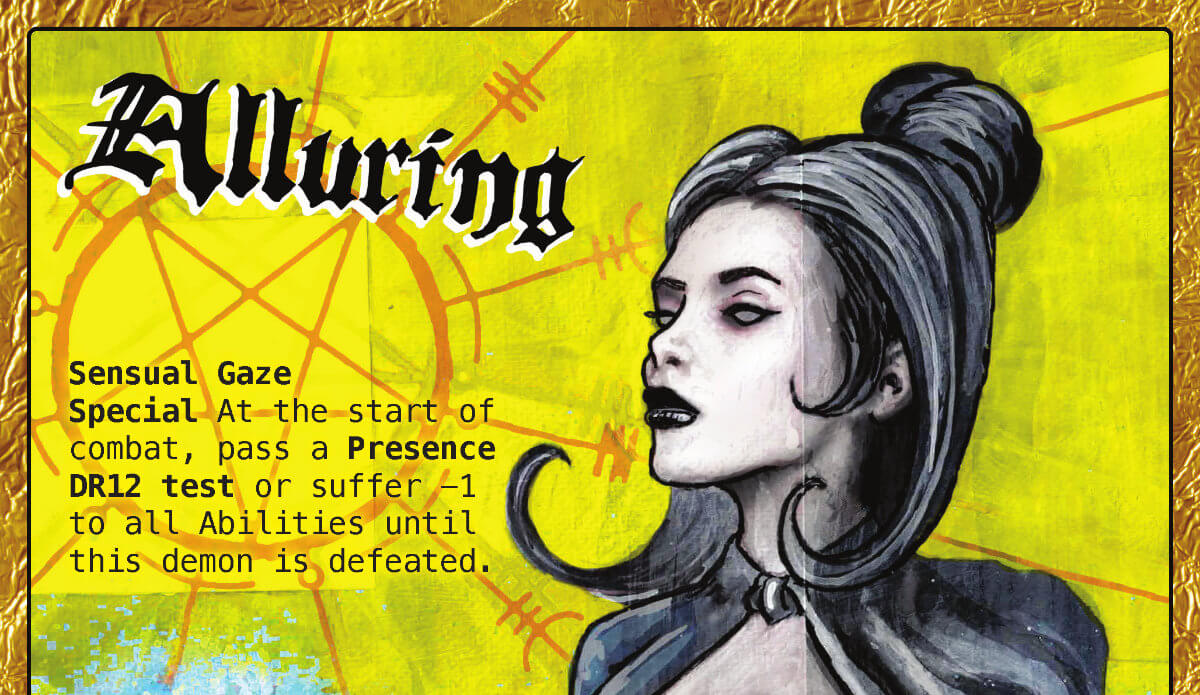 Alluring
Sensual Gaze
Special At the start of
combat, pass a Presence
DR12 test or suffer –1
to all Abilities until
this demon is defeated.